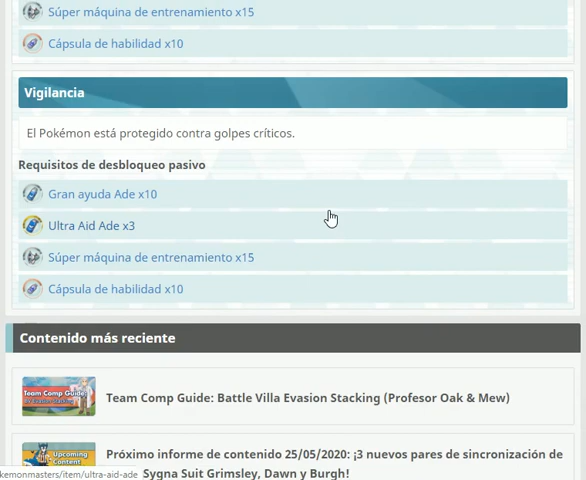 Súper máquina de entrenamiento x15
Cápsula de habilidad x10
Vigilancia
El Pokémon está protegido contra golpes críticos.
Requisitos de desbloqueo pasivo
Gran ayuda Ade x10
Ultra Aid Ade x3
Súper máquina de entrenamiento x15
Cápsula de habilidad x10
Contenido más reciente
Team Comp Guide:
Team Comp Guide: Battle Villa Evasion Stacking (Profesor Oak & Mew)
Upcoming
Content
Próximo informe de contenido 25/05/2020: ¡3 nuevos pares de sincronización de
Sygna Suit Grimsley, Dawn y Burgh!
kemonmasters/item/ultra-aid-ade